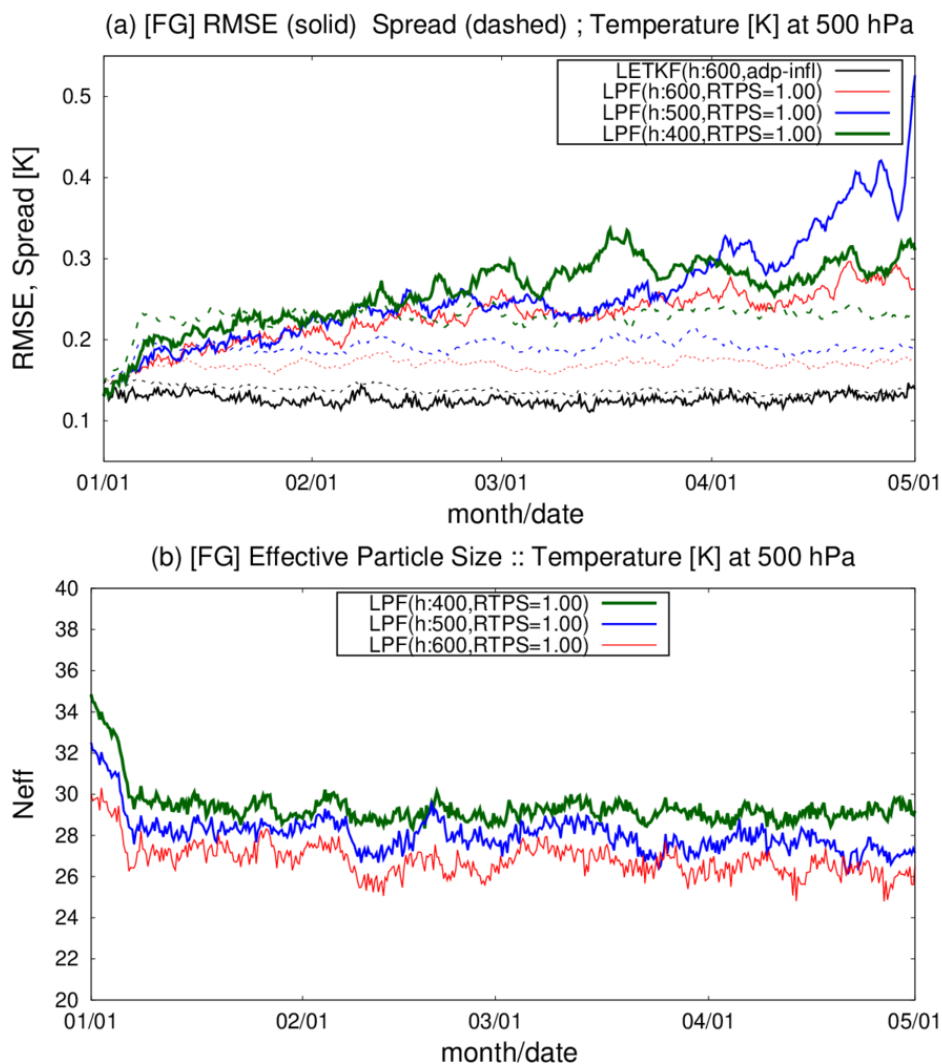 (a) [FG] RMSE (solid) Spread (dashed) ; Temperature [K] at 500 hPa
LETKF(h:600,adp-infl)
LPF(h:600,RTPS=1.00)
LPF(h:500,RTPS=1.00)
LPF(h:400,RTPS=1.00)
0.5
0.4
0.3
0.2
0.1
RMSE, Spread [K]
01/01 02/01 03/01 04/01 05/01
month/date
(b) [FG] Effective Particle Size :: Temperature [K] at 500 hPa
LPF(h:400,RTPS=1.00)
LPF(h:500,RTPS=1.00)
LPF(h:600,RTPS=1.00)
40
38
36
34
32
30
28
26
24
22
20
Neff
01/01 02/01 03/01 04/01 05/01
month/date